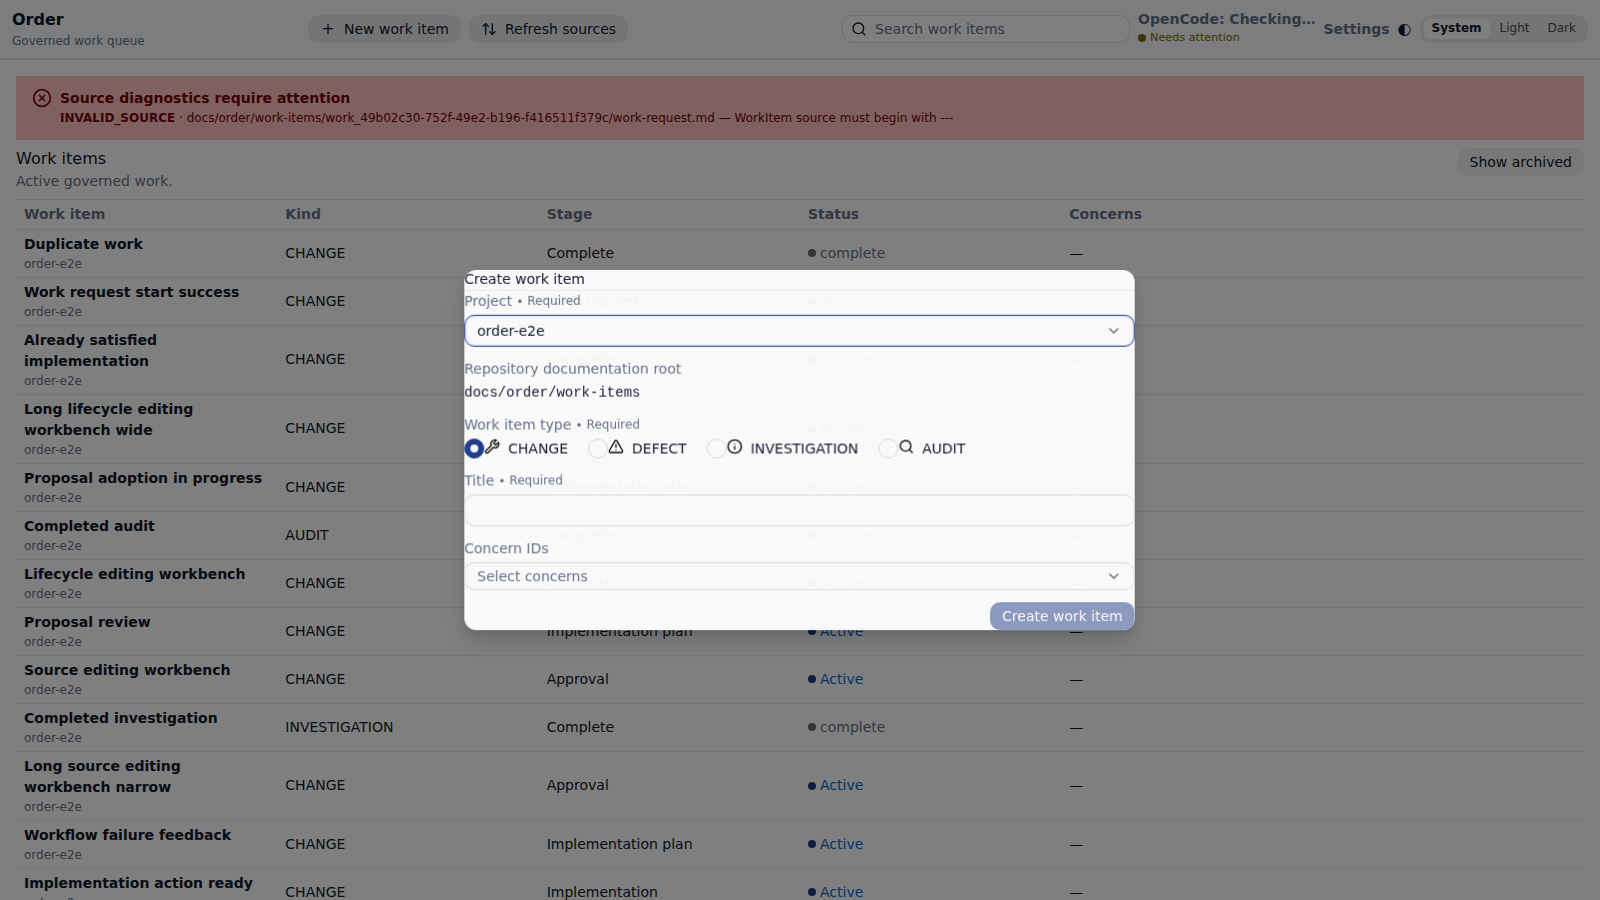 Order
Governed work queue
New work item
Refresh sources
Search work items
OpenCode: Checking...
Needs attention
Settings
System
Light
Dark
Source diagnostics require attention
INVALID_SOURCE · docs/order/work-items/work_49b02c30-752f-49e2-b196-f416511f379c/work-request.md — WorkItem source must begin with ---
Work items
Active governed work.
Show archived
Work item Kind Stage Status Concerns
Duplicate work
order-e2e
CHANGE Complete complete —
Work request start success
order-e2e
CHANGE
Already satisfied
implementation
order-e2e
CHANGE
Long lifecycle editing
workbench wide
order-e2e
CHANGE
Proposal adoption in progress
order-e2e
CHANGE
Completed audit
order-e2e
AUDIT
Lifecycle editing workbench
order-e2e
CHANGE
Proposal review
order-e2e
CHANGE Implementation plan Active —
Source editing workbench
order-e2e
CHANGE Approval Active —
Completed investigation
order-e2e
INVESTIGATION Complete complete —
Long source editing
workbench narrow
order-e2e
CHANGE Approval Active —
Workflow failure feedback
order-e2e
CHANGE Implementation plan Active —
Implementation action ready
CHANGE Implementation Active —
Create work item
Project • Required
order-e2e
Repository documentation root
docs/order/work-items
Work item type • Required
CHANGE DEFECT INVESTIGATION AUDIT
Title • Required
Concern IDs
Select concerns
Create work item